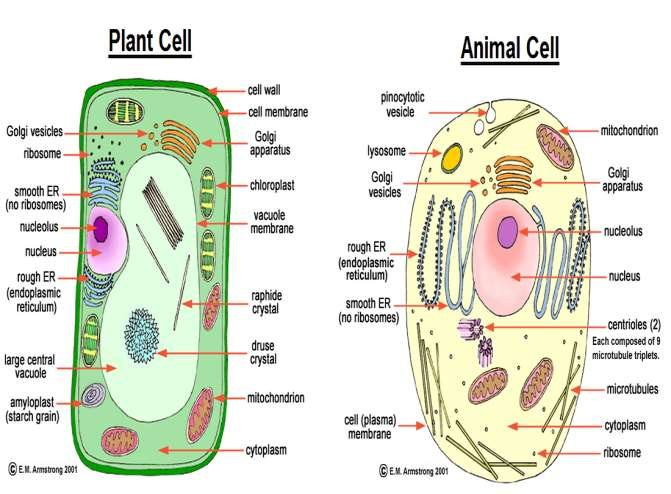 Plant Cell
cell wall
cell membrane
Golgi vesicles
Golgi
apparatus
ribosome
chloroplast
smooth ER
(no ribosomes)
vacuole
membrane
nucleolus
nucleus
rough ER
(endoplasmic
reticulum)
raphide
crystal
druse
crystal
large central
vacuole
mitochondrion
amyloplast
(starch grain)
cytoplasm
© E.M. Armstrong 2001
Animal Cell
pinocytotic
vesicle
mitochondrion
lysosome
Golgi
vesicles
Golgi
apparatus
nucleolus
rough ER
(endoplasmic
reticulum)
nucleus
smooth ER
(no ribosomes)
centrioles (2)
Each composed of 9
microtubule triplets.
microtubules
cell (plasma)
membrane
cytoplasm
ribosome
© E.M. Armstrong 2001